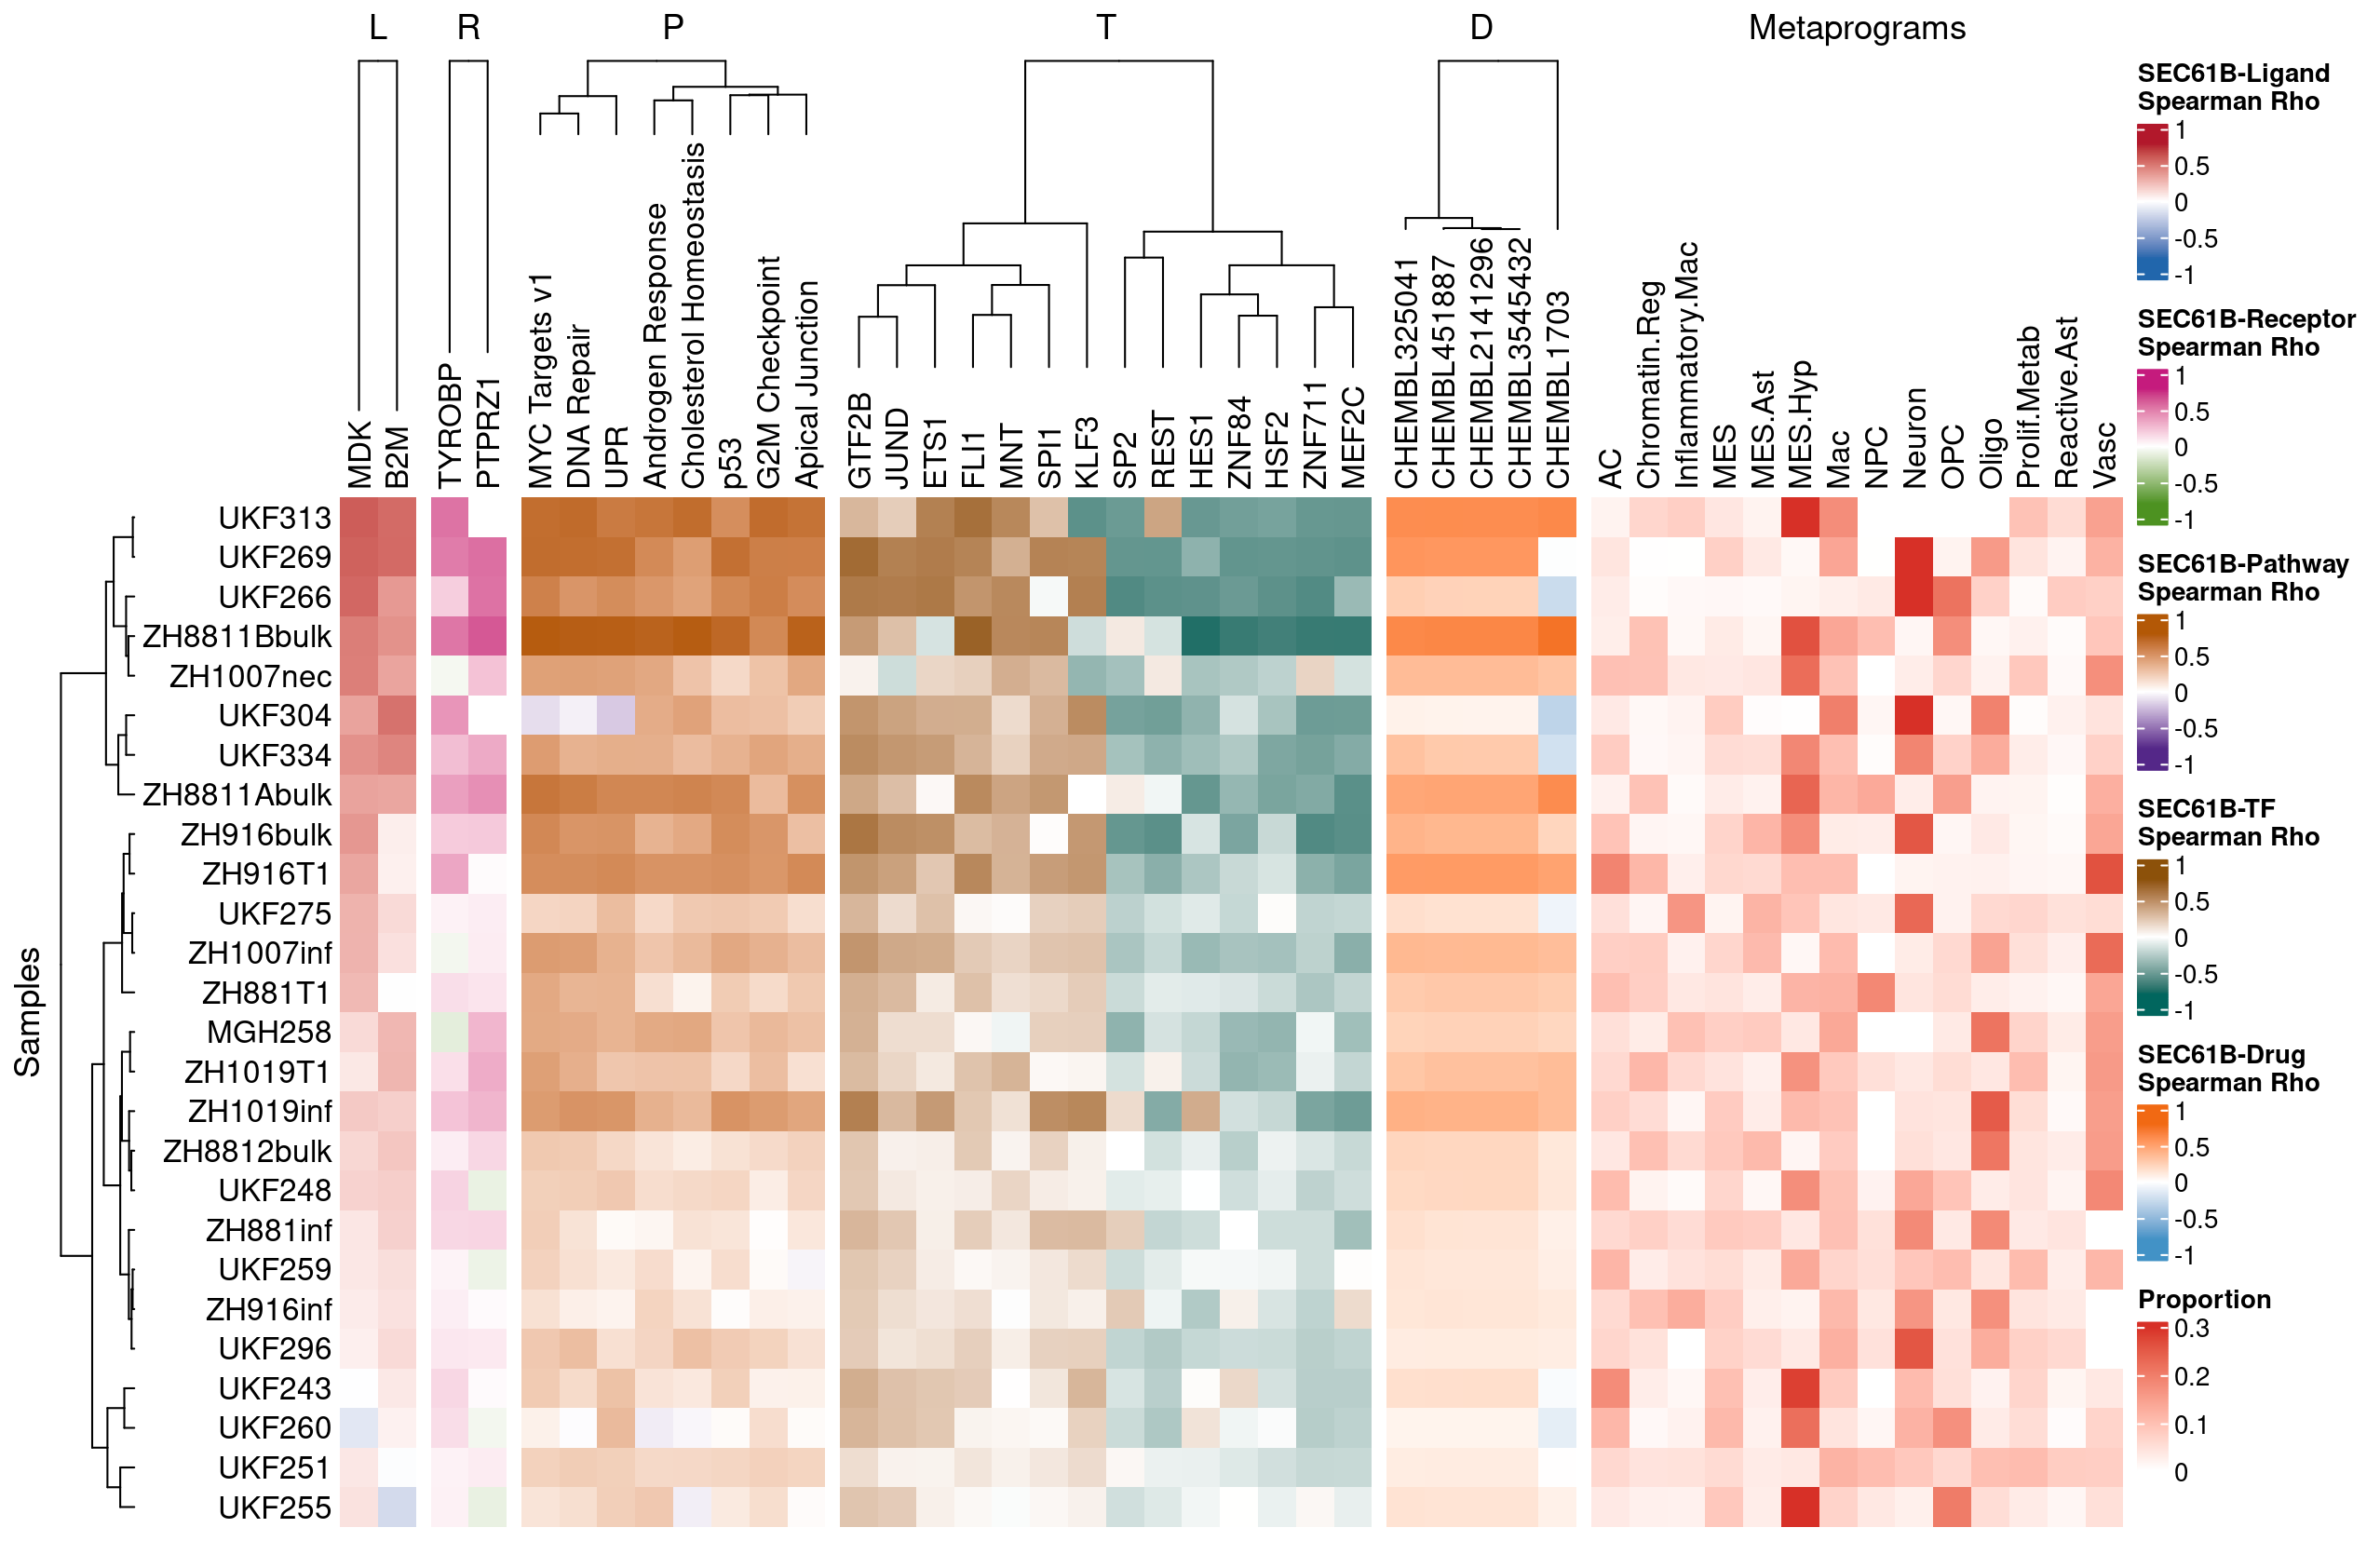 L
R
P
T
D
Metaprograms
MDK
B2M
TYROBP
PTPRZ1
MYC Targets v1
DNA Repair
UPR
Androgen Response
Cholesterol Homeostasis
p53
G2M Checkpoint
Apical Junction
GTF2B
JUND
ETS1
FLI1
MNT
SPI1
KLF3
SP2
REST
HES1
ZNF84
HSF2
ZNF711
MEF2C
CHEMBL325041
CHEMBL451887
CHEMBL2141296
CHEMBL3545432
CHEMBL1703
AC
Chromatin.Reg
Inflammatory.Mac
MES
MES.Ast
MES.Hyp
Mac
NPC
Neuron
OPC
Oligo
Prolif.Metab
Reactive.Ast
Vasc
Samples
UKF313
UKF269
UKF266
ZH8811Bbulk
ZH1007nec
UKF304
UKF334
ZH8811Abulk
ZH916bulk
ZH916T1
UKF275
ZH1007inf
ZH881T1
MGH258
ZH1019T1
ZH1019inf
ZH8812bulk
UKF248
ZH881inf
UKF259
ZH916inf
UKF296
UKF243
UKF260
UKF251
UKF255
SEC61B-Ligand
Spearman Rho
1
0.5
0
-0.5
-1
SEC61B-Receptor
Spearman Rho
1
0.5
0
-0.5
-1
SEC61B-Pathway
Spearman Rho
1
0.5
0
-0.5
-1
SEC61B-TF
Spearman Rho
1
0.5
0
-0.5
-1
SEC61B-Drug
Spearman Rho
1
0.5
0
-0.5
-1
Proportion
0.3
0.2
0.1
0